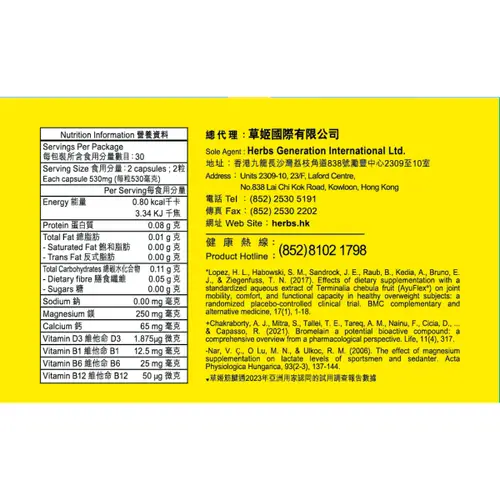 Nutrition Information 營養資料
Servings Per Package
每包裝所含食用分量數目 : 30
Serving Size 食用分量 : 2 capsules ; 2粒
Each capsule 530mg (每粒530毫克)
Per Serving每食用分量
Energy 能量 0.80 kcal千卡
3.34 KJ 千焦
Protein 蛋白質 0.08 g 克
Total Fat 總脂肪 0.01 g 克
- Saturated Fat 飽和脂肪 0.00 g 克
- Trans Fat 反式脂肪 0.00 g 克
Total Carbohydrates 總碳水化合物 0.11 g 克
- Dietary fibre 膳食纖維 0.05 g 克
- Sugars 糖 0.00 g 克
Sodium 鈉 0.00 mg 毫克
Magnesium 鎂 250 mg 毫克
Calcium 鈣 65 mg 毫克
Vitamin D3 維他命 D3 1.875µg 微克
Vitamin B1 維他命 B1 12.5 mg 毫克
Vitamin B6 維他命 B6 25 mg 毫克
Vitamin B12 維他命 B12 50 µg 微克
總代理 : 草姬國際有限公司
Sole Agent : Herbs Generation International Ltd.
地址 : 香港九龍長沙灣荔枝角道838號勵豐中心2309至10室
Address : Units 2309-10, 23/F, Laford Centre,
No.838 Lai Chi Kok Road, Kowloon, Hong Kong
電話 Tel : (852) 2530 5191
傳真 Fax : (852) 2530 2202
網址 Web Site : herbs.hk
健康熱線 :
Product Hotline : (852) 8102 1798
*Lopez, H. L., Habowski, S. M., Sandrock, J. E., Raub, B., Kedia, A., Bruno, E.
J., & Ziegenfuss, T. N. (2017). Effects of dietary supplementation with a
standardized aqueous extract of Terminalia chebula fruit (AyuFlex®) on joint
mobility, comfort, and functional capacity in healthy overweight subjects: a
randomized placebo-controlled clinical trial. BMC complementary and
alternative medicine, 17(1), 1-18.
+Chakraborty, A. J., Mitra, S., Tallei, T. E., Tareq, A. M., Nainu, F., Cicia, D., ...
& Capasso, R. (2021). Bromelain a potential bioactive compound: a
comprehensive overview from a pharmacological perspective. Life, 11(4), 317.
-Nar, V. Ç., O Lu, M. N., & Ulkoc, R. M. (2006). The effect of magnesium
supplementation on lactate levels of sportsmen and sedanter. Acta
Physiologica Hungarica, 93(2-3), 137-144.